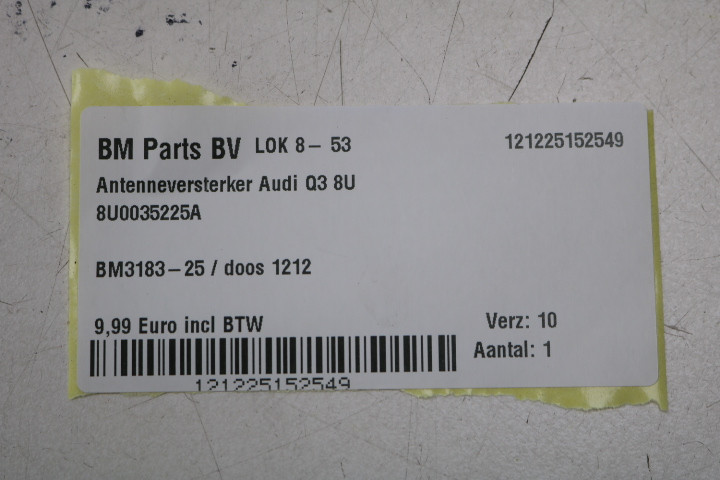 BM Parts BV LOK 8- 53 121225152549
Antenneversterker Audi Q3 8U
8U0035225A
BM3183-25 / doos 1212
9,99 Euro incl BTW
Verz: 10
Aantal: 1
121225152549